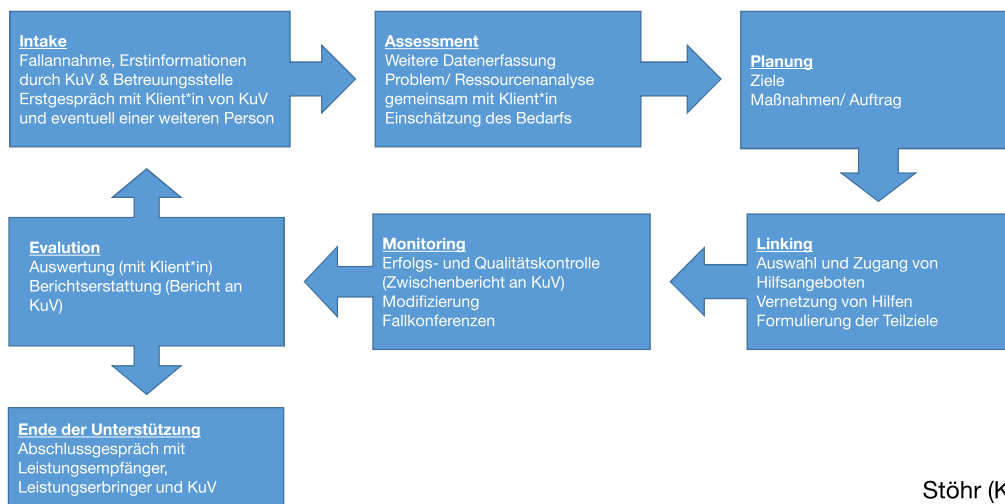 Intake
Fallannahme, Erstinformationen
durch KuV & Betreuungsstelle
Erstgespräch mit Klient*in von KuV
und eventuell einer weiteren Person
Assessment
Weitere Datenerfassung
Problem/ Ressourcenanalyse
gemeinsam mit Klient*in
Einschätzung des Bedarfs
Planung
Ziele
Maßnahmen/ Auftrag
Linking
Auswahl und Zugang von
Hilfsangeboten
Vernetzung von Hilfen
Formulierung der Teilziele
Monitoring
Erfolgs- und Qualitätskontrolle
(Zwischenbericht an KuV)
Modifizierung
Fallkonferenzen
Evalution
Auswertung (mit Klient*in)
Berichtserstattung (Bericht an
KuV)
Ende der Unterstützung
Abschlussgespräch mit
Leistungsempfänger,
Leistungserbringer und KuV
Stöhr (K